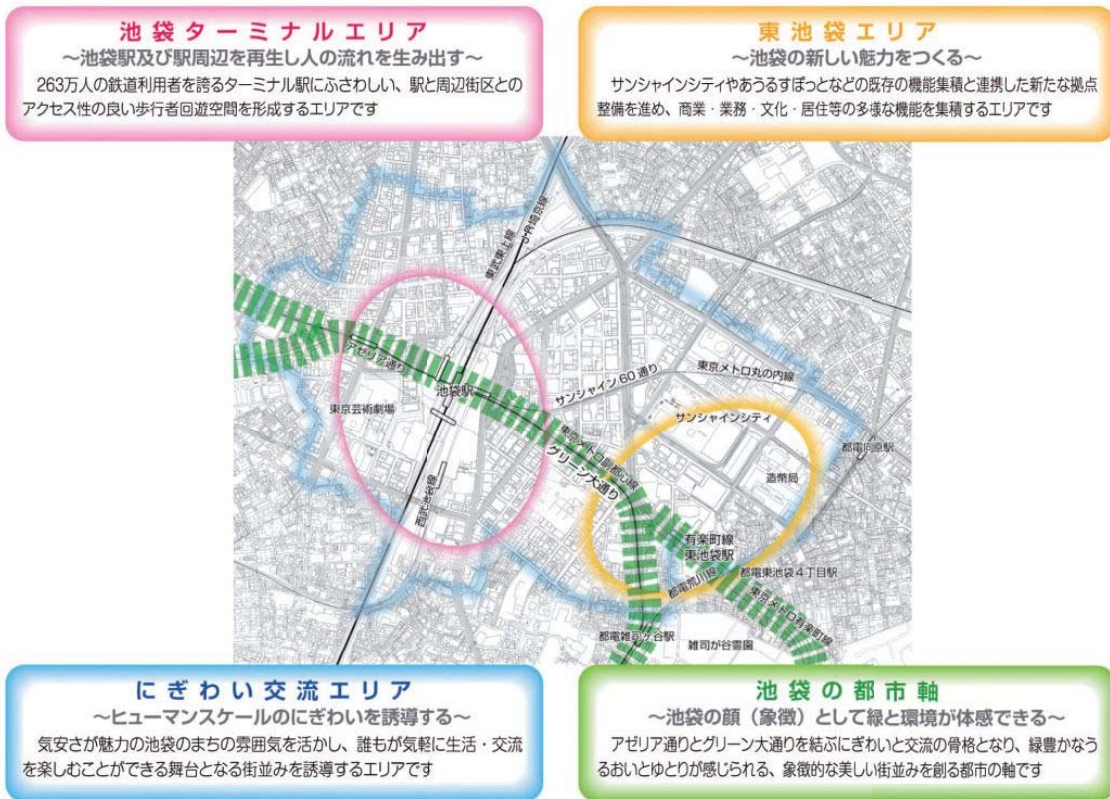 池袋ターミナルエリア
～池袋駅及び駅周辺を再生し人の流れを生み出す～
263万人の鉄道利用者を誇るターミナル駅にふさわしい、駅と周辺街区との
アクセス性の良い歩行者回遊空間を形成するエリアです
東池袋エリア
～池袋の新しい魅力をつくる～
サンシャインシティやあうるすぽっとなどの既存の機能集積と連携した新たな拠点
整備を進め、商業・業務・文化・居住等の多様な機能を集積するエリアです
東武東上線
JR埼京線
アゼリア通り
池袋駅
東京芸術劇場
西武池袋線
サンシャイン60通り
東京メトロ丸の内線
サンシャインシティ
東京メトロ副都心線
グリーン大通り
都電向原駅
造幣局
有楽町線
東池袋駅
都電荒川線
都電東池袋4丁目駅
東京メトロ有楽町線
都電雑司ヶ谷駅
雑司が谷霊園
にぎわい交流エリア
～ヒューマンスケールのにぎわいを誘導する～
気安さが魅力の池袋のまちの雰囲気を活かし、誰もが気軽に生活・交流
を楽しむことができる舞台となる街並みを誘導するエリアです
池袋の都市軸
～池袋の顔（象徴）として緑と環境が体感できる～
アゼリア通りとグリーン大通りを結ぶにぎわいと交流の骨格となり、緑豊かなう
るおいとゆとりが感じられる、象徴的な美しい街並みを創る都市の軸です